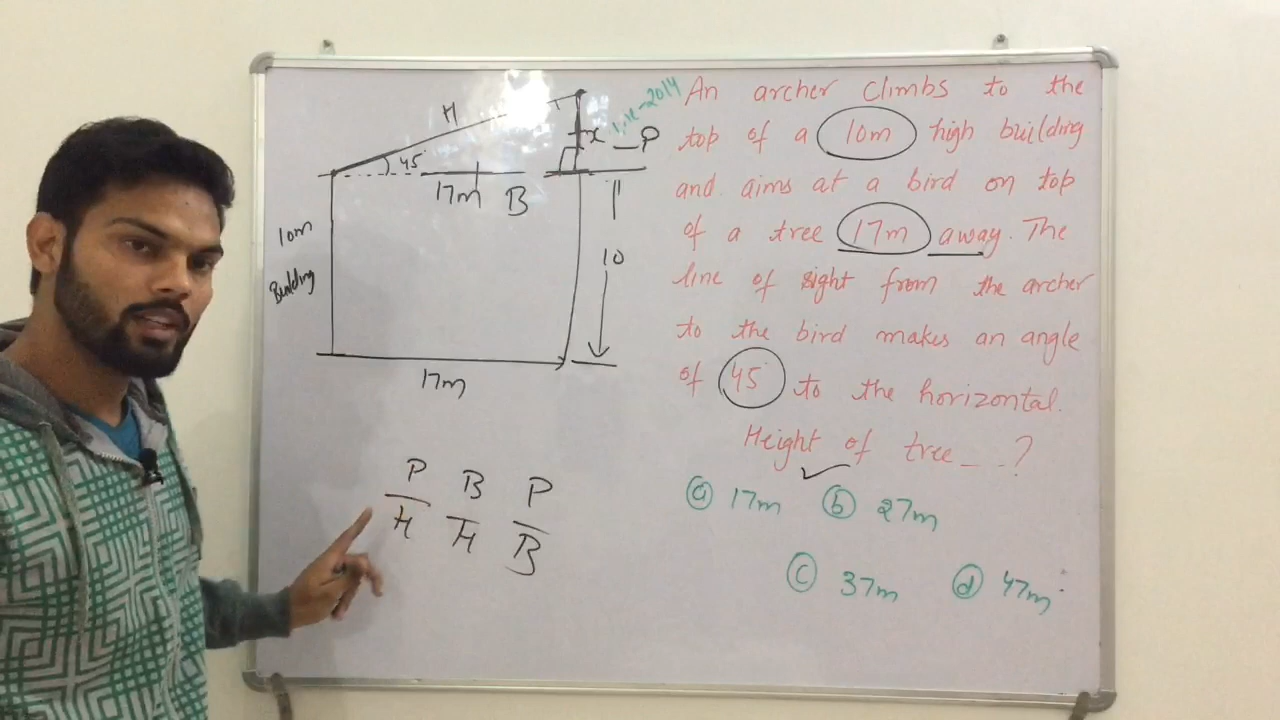 An archer climbs to the
top of a 10m high building
and aims at a bird on top
of a tree 17m away. The
line of sight from the archer
to the bird makes an angle
of 45 to the horizontal.
Height of tree _ _ . ?
ⓐ 17m ⓑ 27m
ⓒ 37m ⓓ 47m
H
45
17m B
x
P
10m
Building
10
17m
P B P
H H B